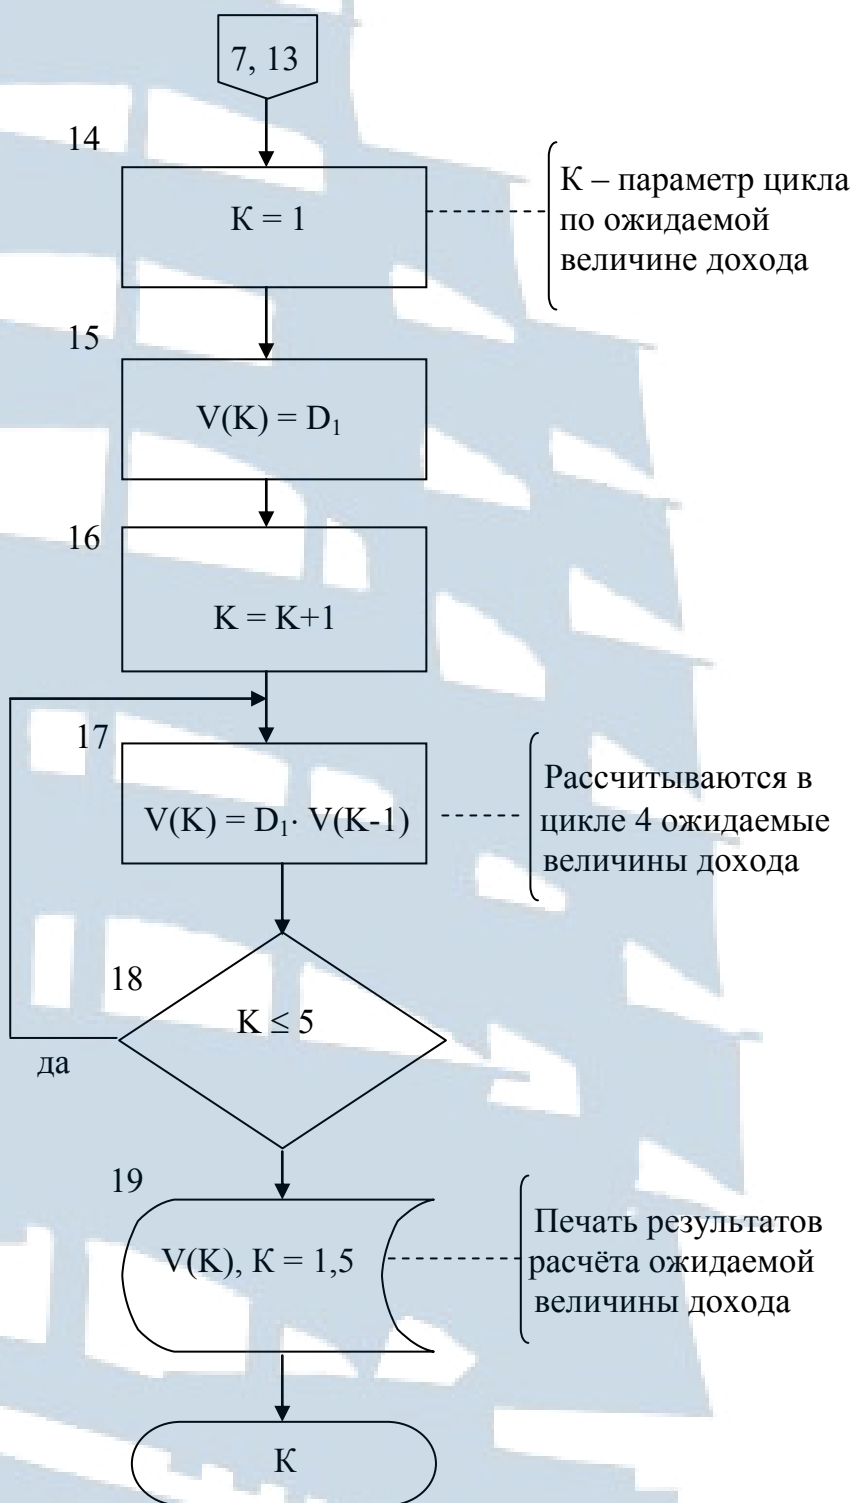 7, 13
14
К = 1
К – параметр цикла
по ожидаемой
величине дохода
15
V(K) = D₁
16
K = K+1
17
V(K) = D₁· V(K-1)
Рассчитываются в
цикле 4 ожидаемые
величины дохода
18
K ≤ 5
да
19
V(K), К = 1,5
Печать результатов
расчёта ожидаемой
величины дохода
К